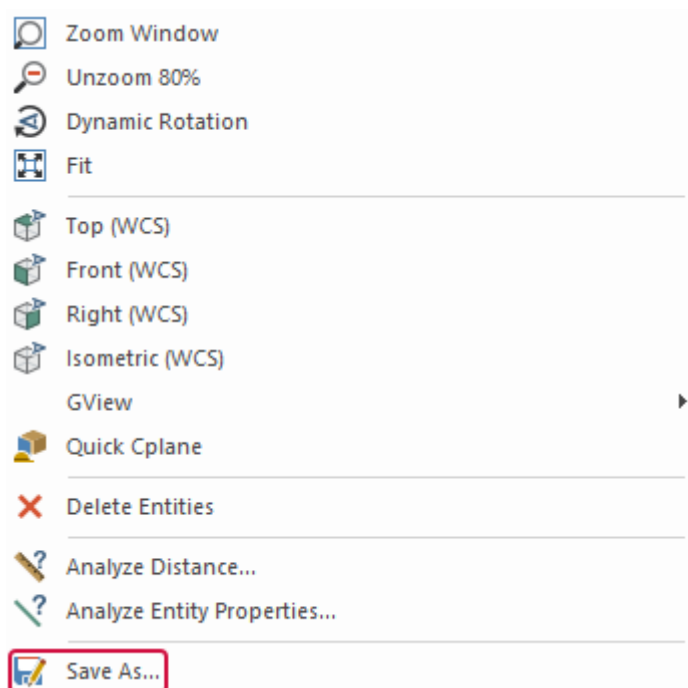 Zoom Window
Unzoom 80%
Dynamic Rotation
Fit
Top (WCS)
Front (WCS)
Right (WCS)
Isometric (WCS)
GView
Quick Cplane
Delete Entities
Analyze Distance...
Analyze Entity Properties...
Save As...